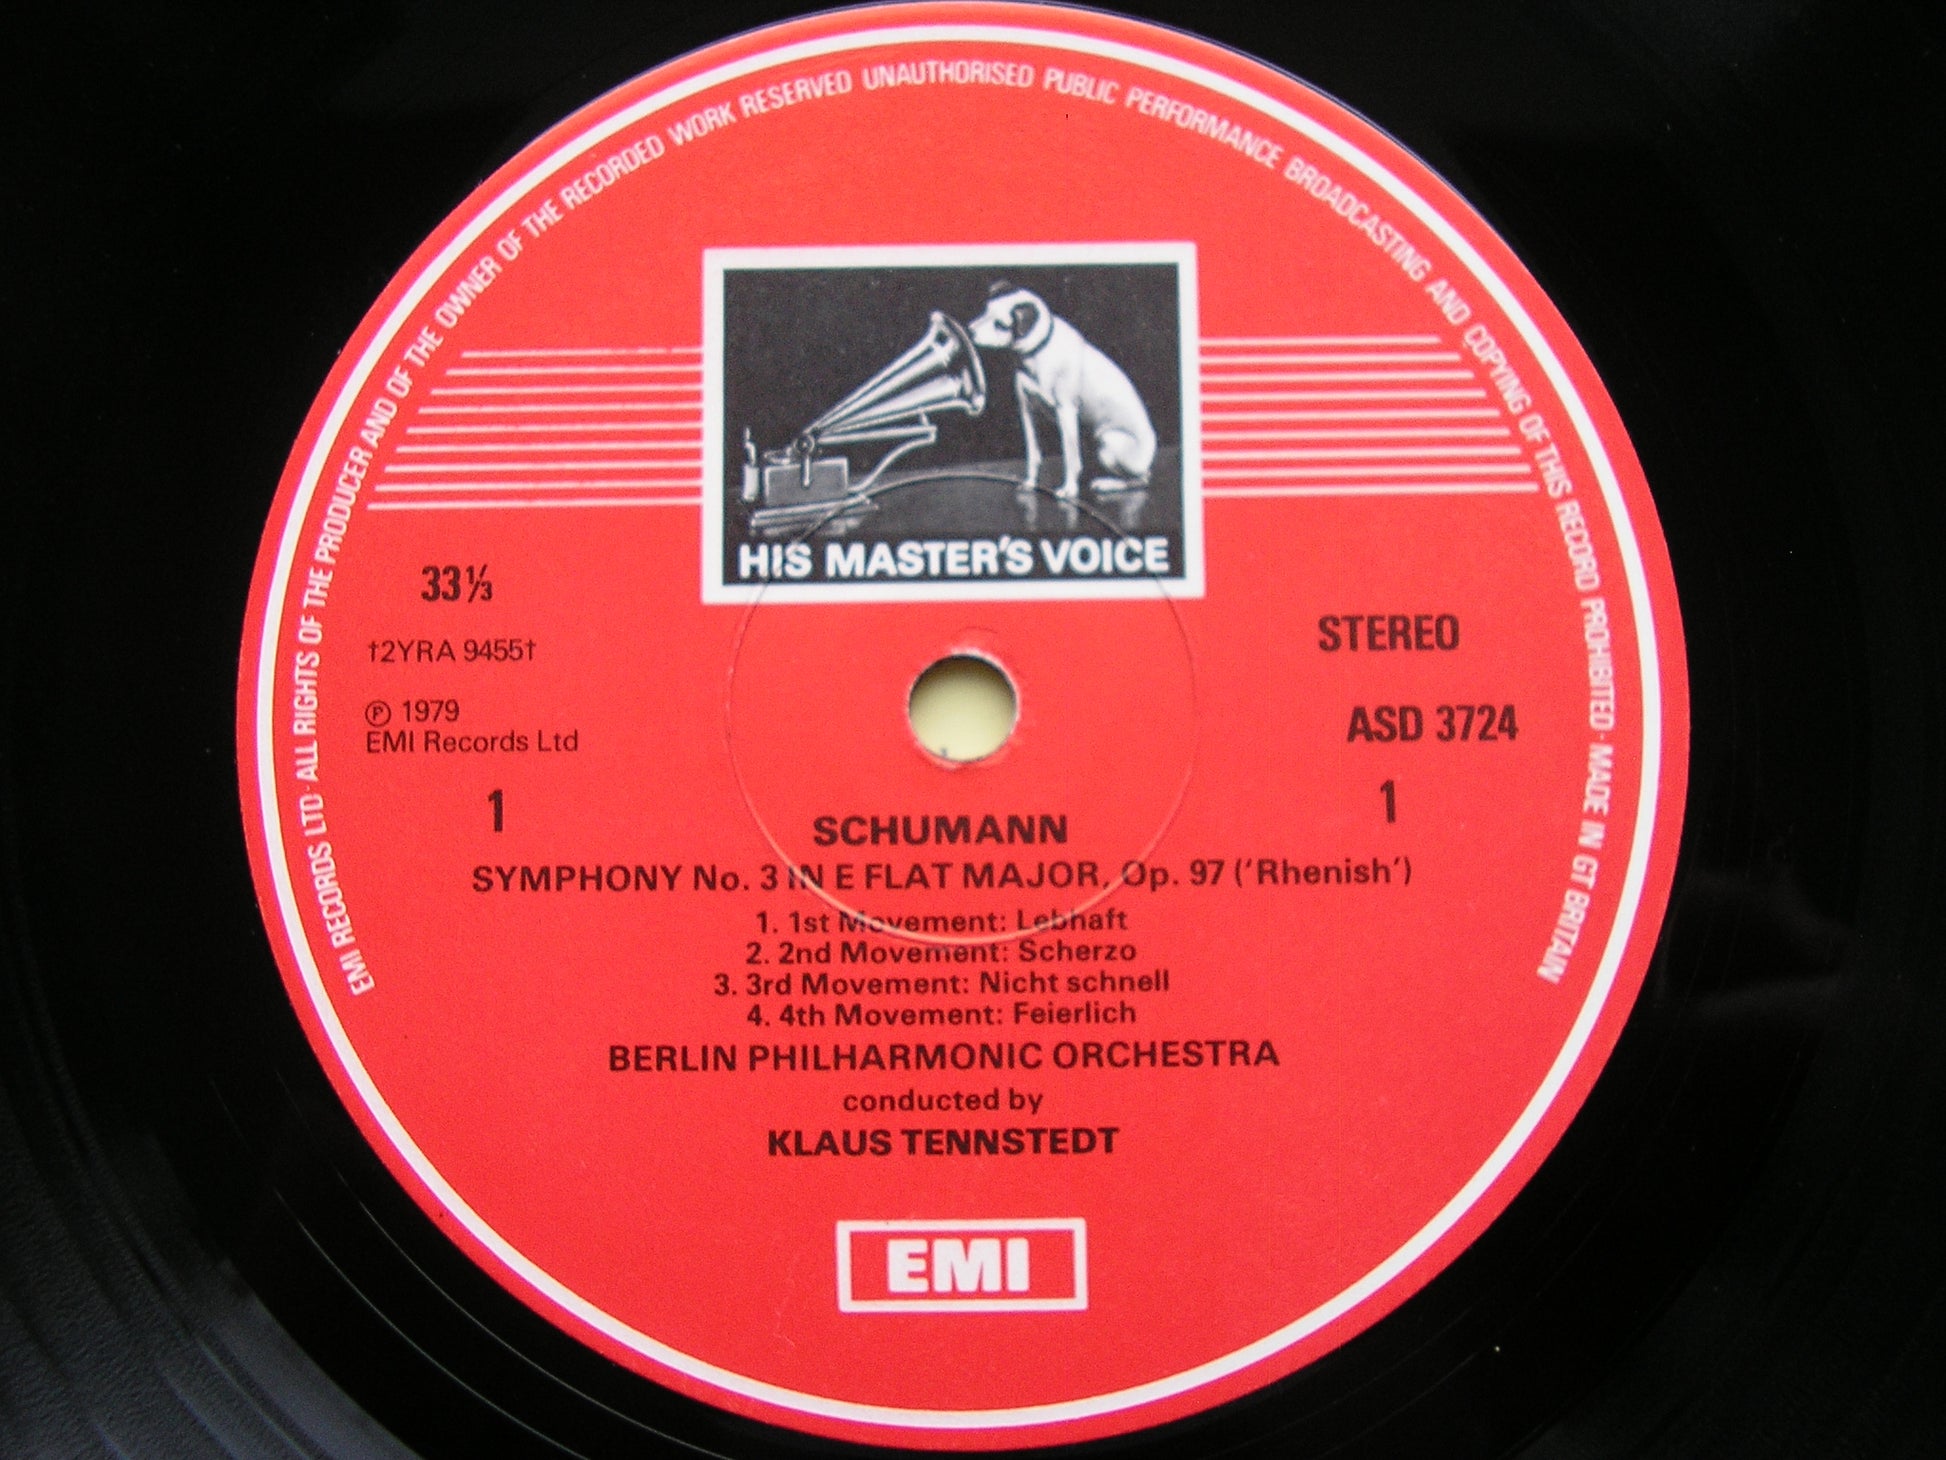 EMI RECORDS LTD · ALL RIGHTS OF THE PRODUCER AND OF THE OWNER OF THE RECORDED WORK RESERVED UNAUTHORISED PUBLIC PERFORMANCE BROADCASTING AND COPYING OF THIS RECORD PROHIBITED · MADE IN GT BRITAIN
HIS MASTER'S VOICE
33⅓
†2YRA 9455†
℗ 1979
EMI Records Ltd
1
STEREO
ASD 3724
1
SCHUMANN
SYMPHONY No. 3 IN E FLAT MAJOR, Op. 97 ('Rhenish')
1. 1st Movement: Lebhaft
2. 2nd Movement: Scherzo
3. 3rd Movement: Nicht schnell
4. 4th Movement: Feierlich
BERLIN PHILHARMONIC ORCHESTRA
conducted by
KLAUS TENNSTEDT
EMI